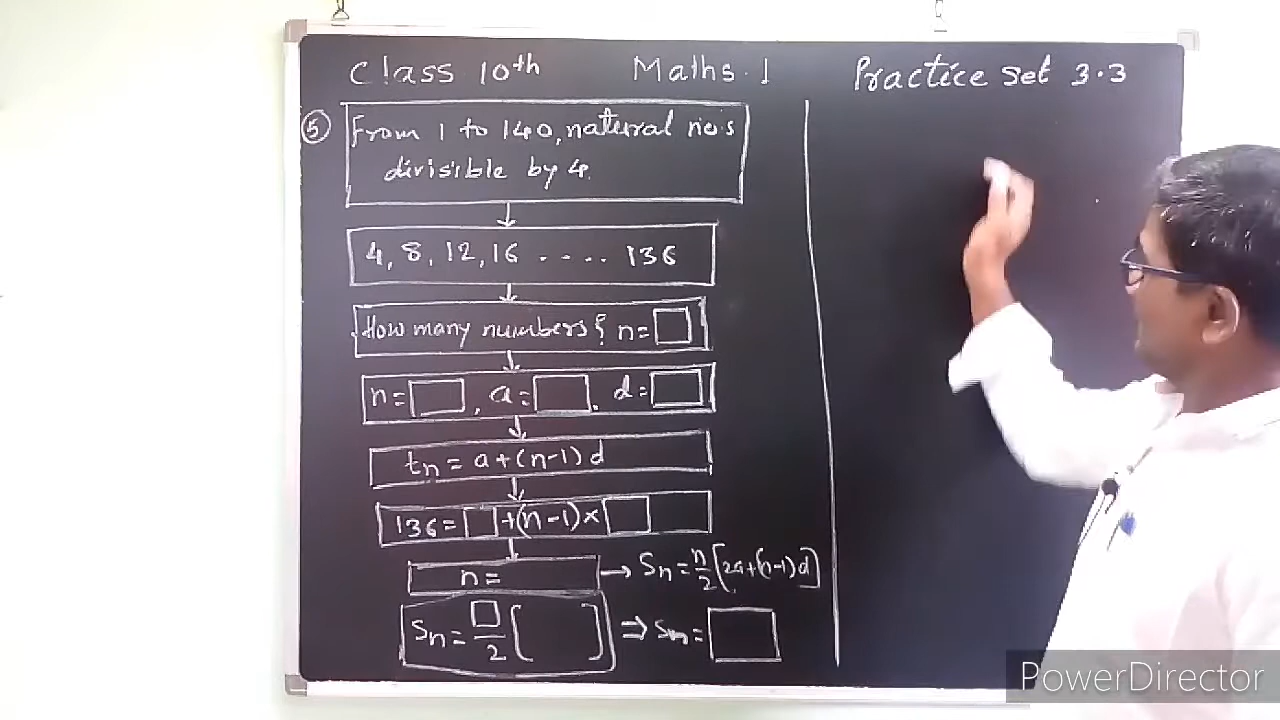 Class 10th Maths.1 Practice Set 3.3
5 From 1 to 140, natural no's
divisible by 4.
4, 8, 12, 16 .... 136
How many numbers? n=
n= , a= , d=
tn = a+(n-1)d
136= +(n-1)×
n= → Sn=n/2[2a+(n-1)d]
Sn= /2[ ] ⇒ Sn=
PowerDirector